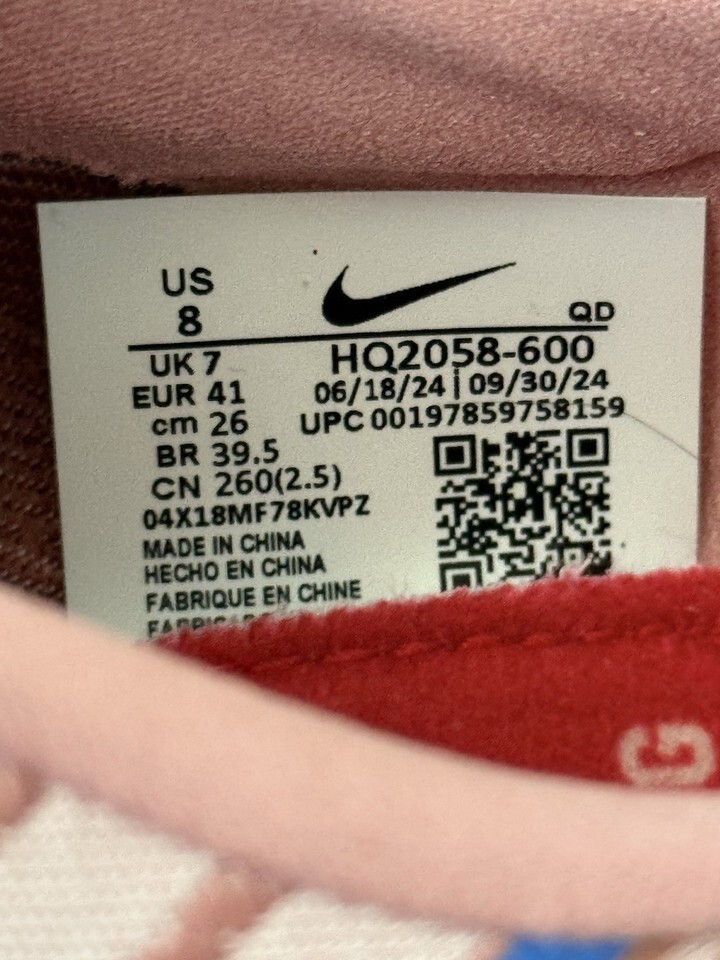 US
8
QD
UK 7
HQ2058-600
EUR 41
06/18/24 | 09/30/24
cm 26
UPC 00197859758159
BR 39.5
CN 260(2.5)
04X18MF78KVPZ
MADE IN CHINA
HECHO EN CHINA
FABRIQUE EN CHINE
G